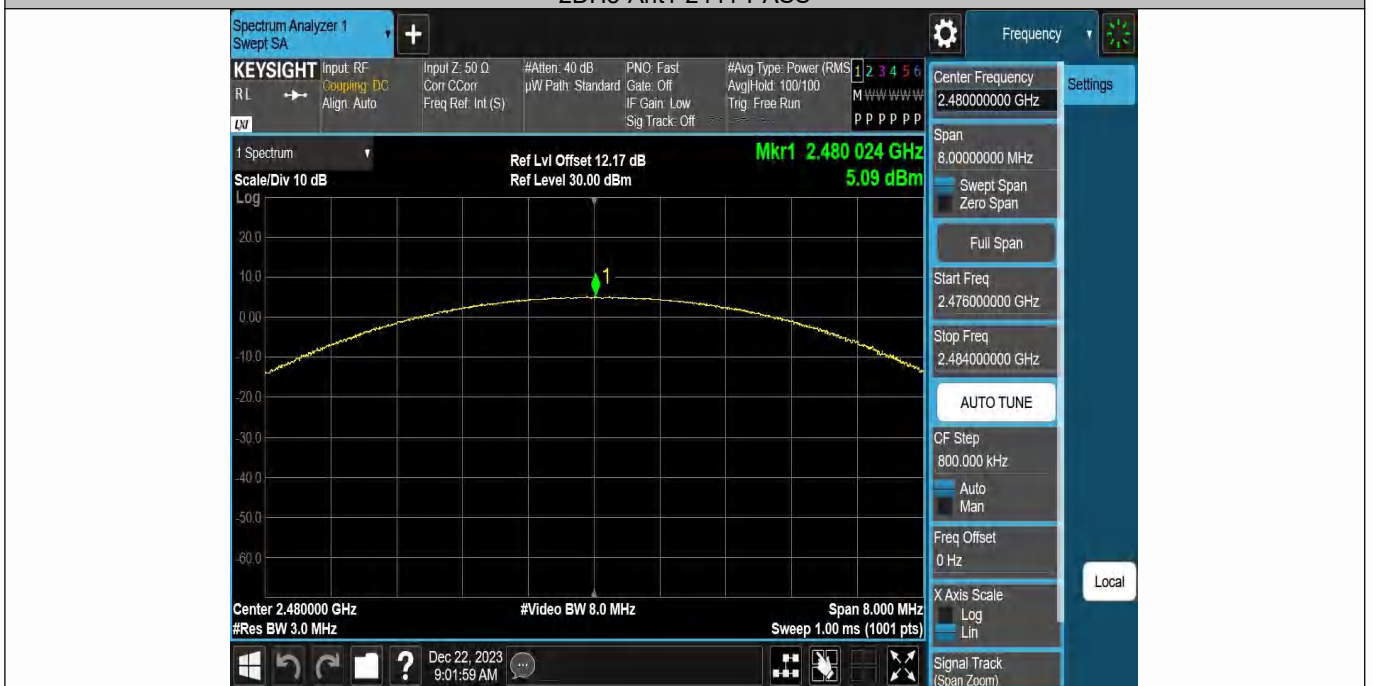 Spectrum Analyzer 1
Swept SA
+
Frequency
Settings
KEYSIGHT
RL
LXI
Input: RF
Coupling: DC
Align: Auto
Input Z: 50 Ω
Corr CCorr
Freq Ref: Int (S)
#Atten: 40 dB
µW Path: Standard
PNO: Fast
Gate: Off
IF Gain: Low
Sig Track: Off
#Avg Type: Power (RMS
Avg|Hold: 100/100
Trig: Free Run
1 2 3 4 5 6
M W W W W W
P P P P P P
1 Spectrum
Scale/Div 10 dB
Log
Ref Lvl Offset 12.17 dB
Ref Level 30.00 dBm
Mkr1 2.480 024 GHz
5.09 dBm
20.0
10.0
0.00
-10.0
-20.0
-30.0
-40.0
-50.0
-60.0
1
Center 2.480000 GHz
#Res BW 3.0 MHz
#Video BW 8.0 MHz
Span 8.000 MHz
Sweep 1.00 ms (1001 pts)
Center Frequency
2.480000000 GHz
Span
8.00000000 MHz
Swept Span
Zero Span
Full Span
Start Freq
2.476000000 GHz
Stop Freq
2.484000000 GHz
AUTO TUNE
CF Step
800.000 kHz
Auto
Man
Freq Offset
0 Hz
X Axis Scale
Log
Lin
Signal Track
(Span Zoom)
Local
?
Dec 22, 2023
9:01:59 AM